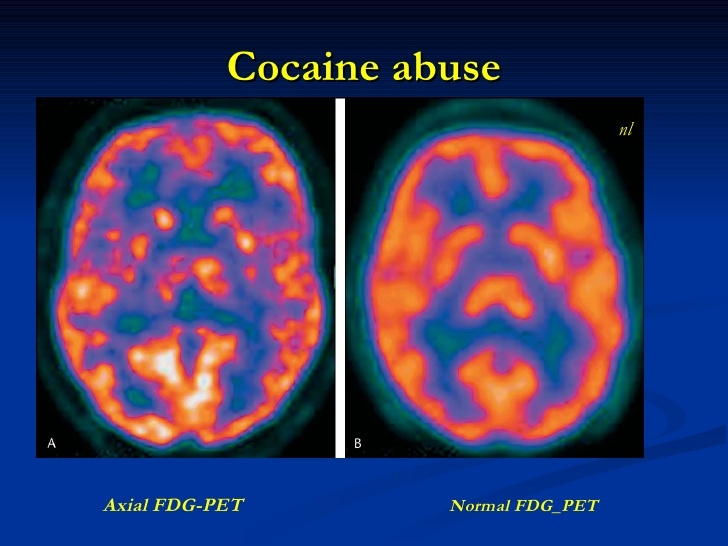 Cocaine abuse
nl
A
B
Axial FDG-PET
Normal FDG_PET